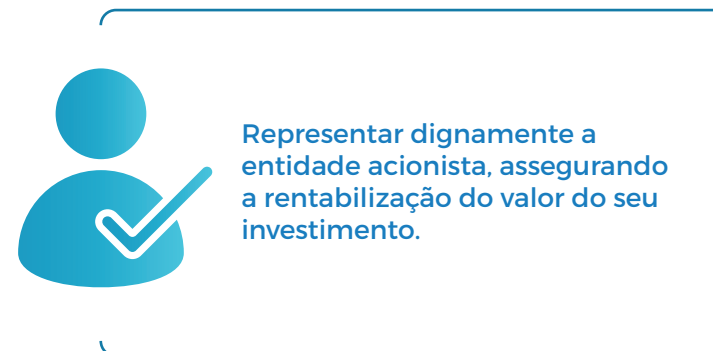 Representar dignamente a
entidade acionista, assegurando
a rentabilização do valor do seu
investimento.